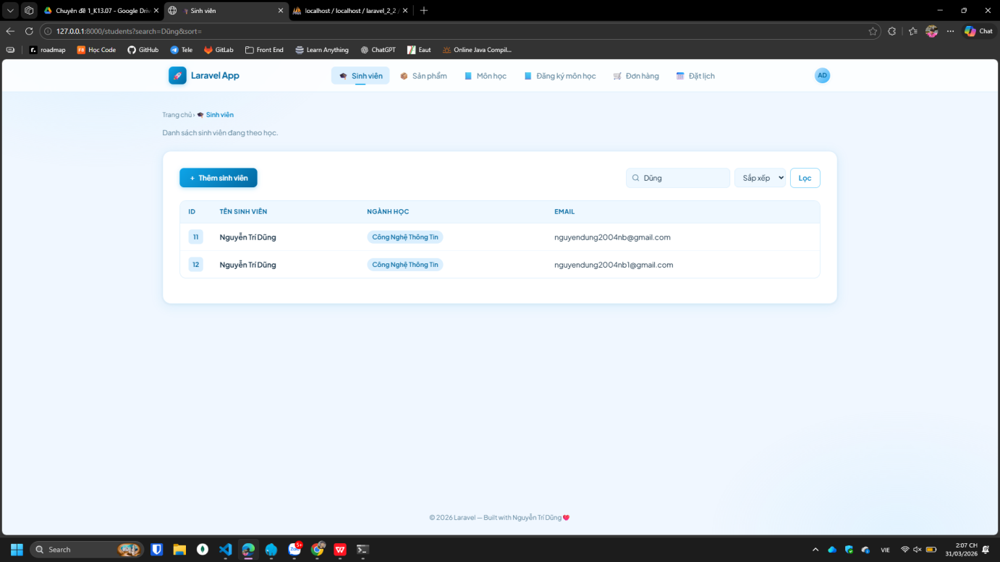 Chuyên đề 1_K13.07 - Google Driv
Sinh viên
localhost / localhost / laravel_2_2 /
127.0.0.1:8000/students?search=Dũng&sort=
Chat
roadmap
Học Code
GitHub
Tele
GitLab
Front End
Learn Anything
ChatGPT
Eaut
Online Java Compil...
Laravel App
Sinh viên
Sản phẩm
Môn học
Đăng ký môn học
Đơn hàng
Đặt lịch
AD
Trang chủ › Sinh viên
Danh sách sinh viên đang theo học.
+ Thêm sinh viên
Dũng
Sắp xếp
Lọc
ID TÊN SINH VIÊN NGÀNH HỌC EMAIL
11 Nguyễn Trí Dũng Công Nghệ Thông Tin nguyendung2004nb@gmail.com
12 Nguyễn Trí Dũng Công Nghệ Thông Tin nguyendung2004nb1@gmail.com
© 2026 Laravel — Built with Nguyễn Trí Dũng
Search
5+
VIE
2:07 CH
31/03/2026